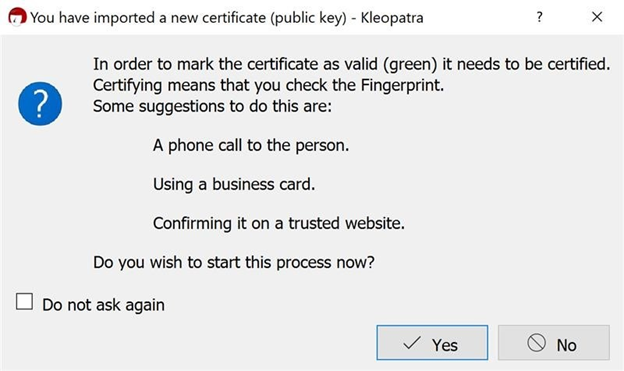 You have imported a new certificate (public key) - Kleopatra
?
In order to mark the certificate as valid (green) it needs to be certified.
Certifying means that you check the Fingerprint.
Some suggestions to do this are:
A phone call to the person.
Using a business card.
Confirming it on a trusted website.
Do you wish to start this process now?
Do not ask again
Yes
No